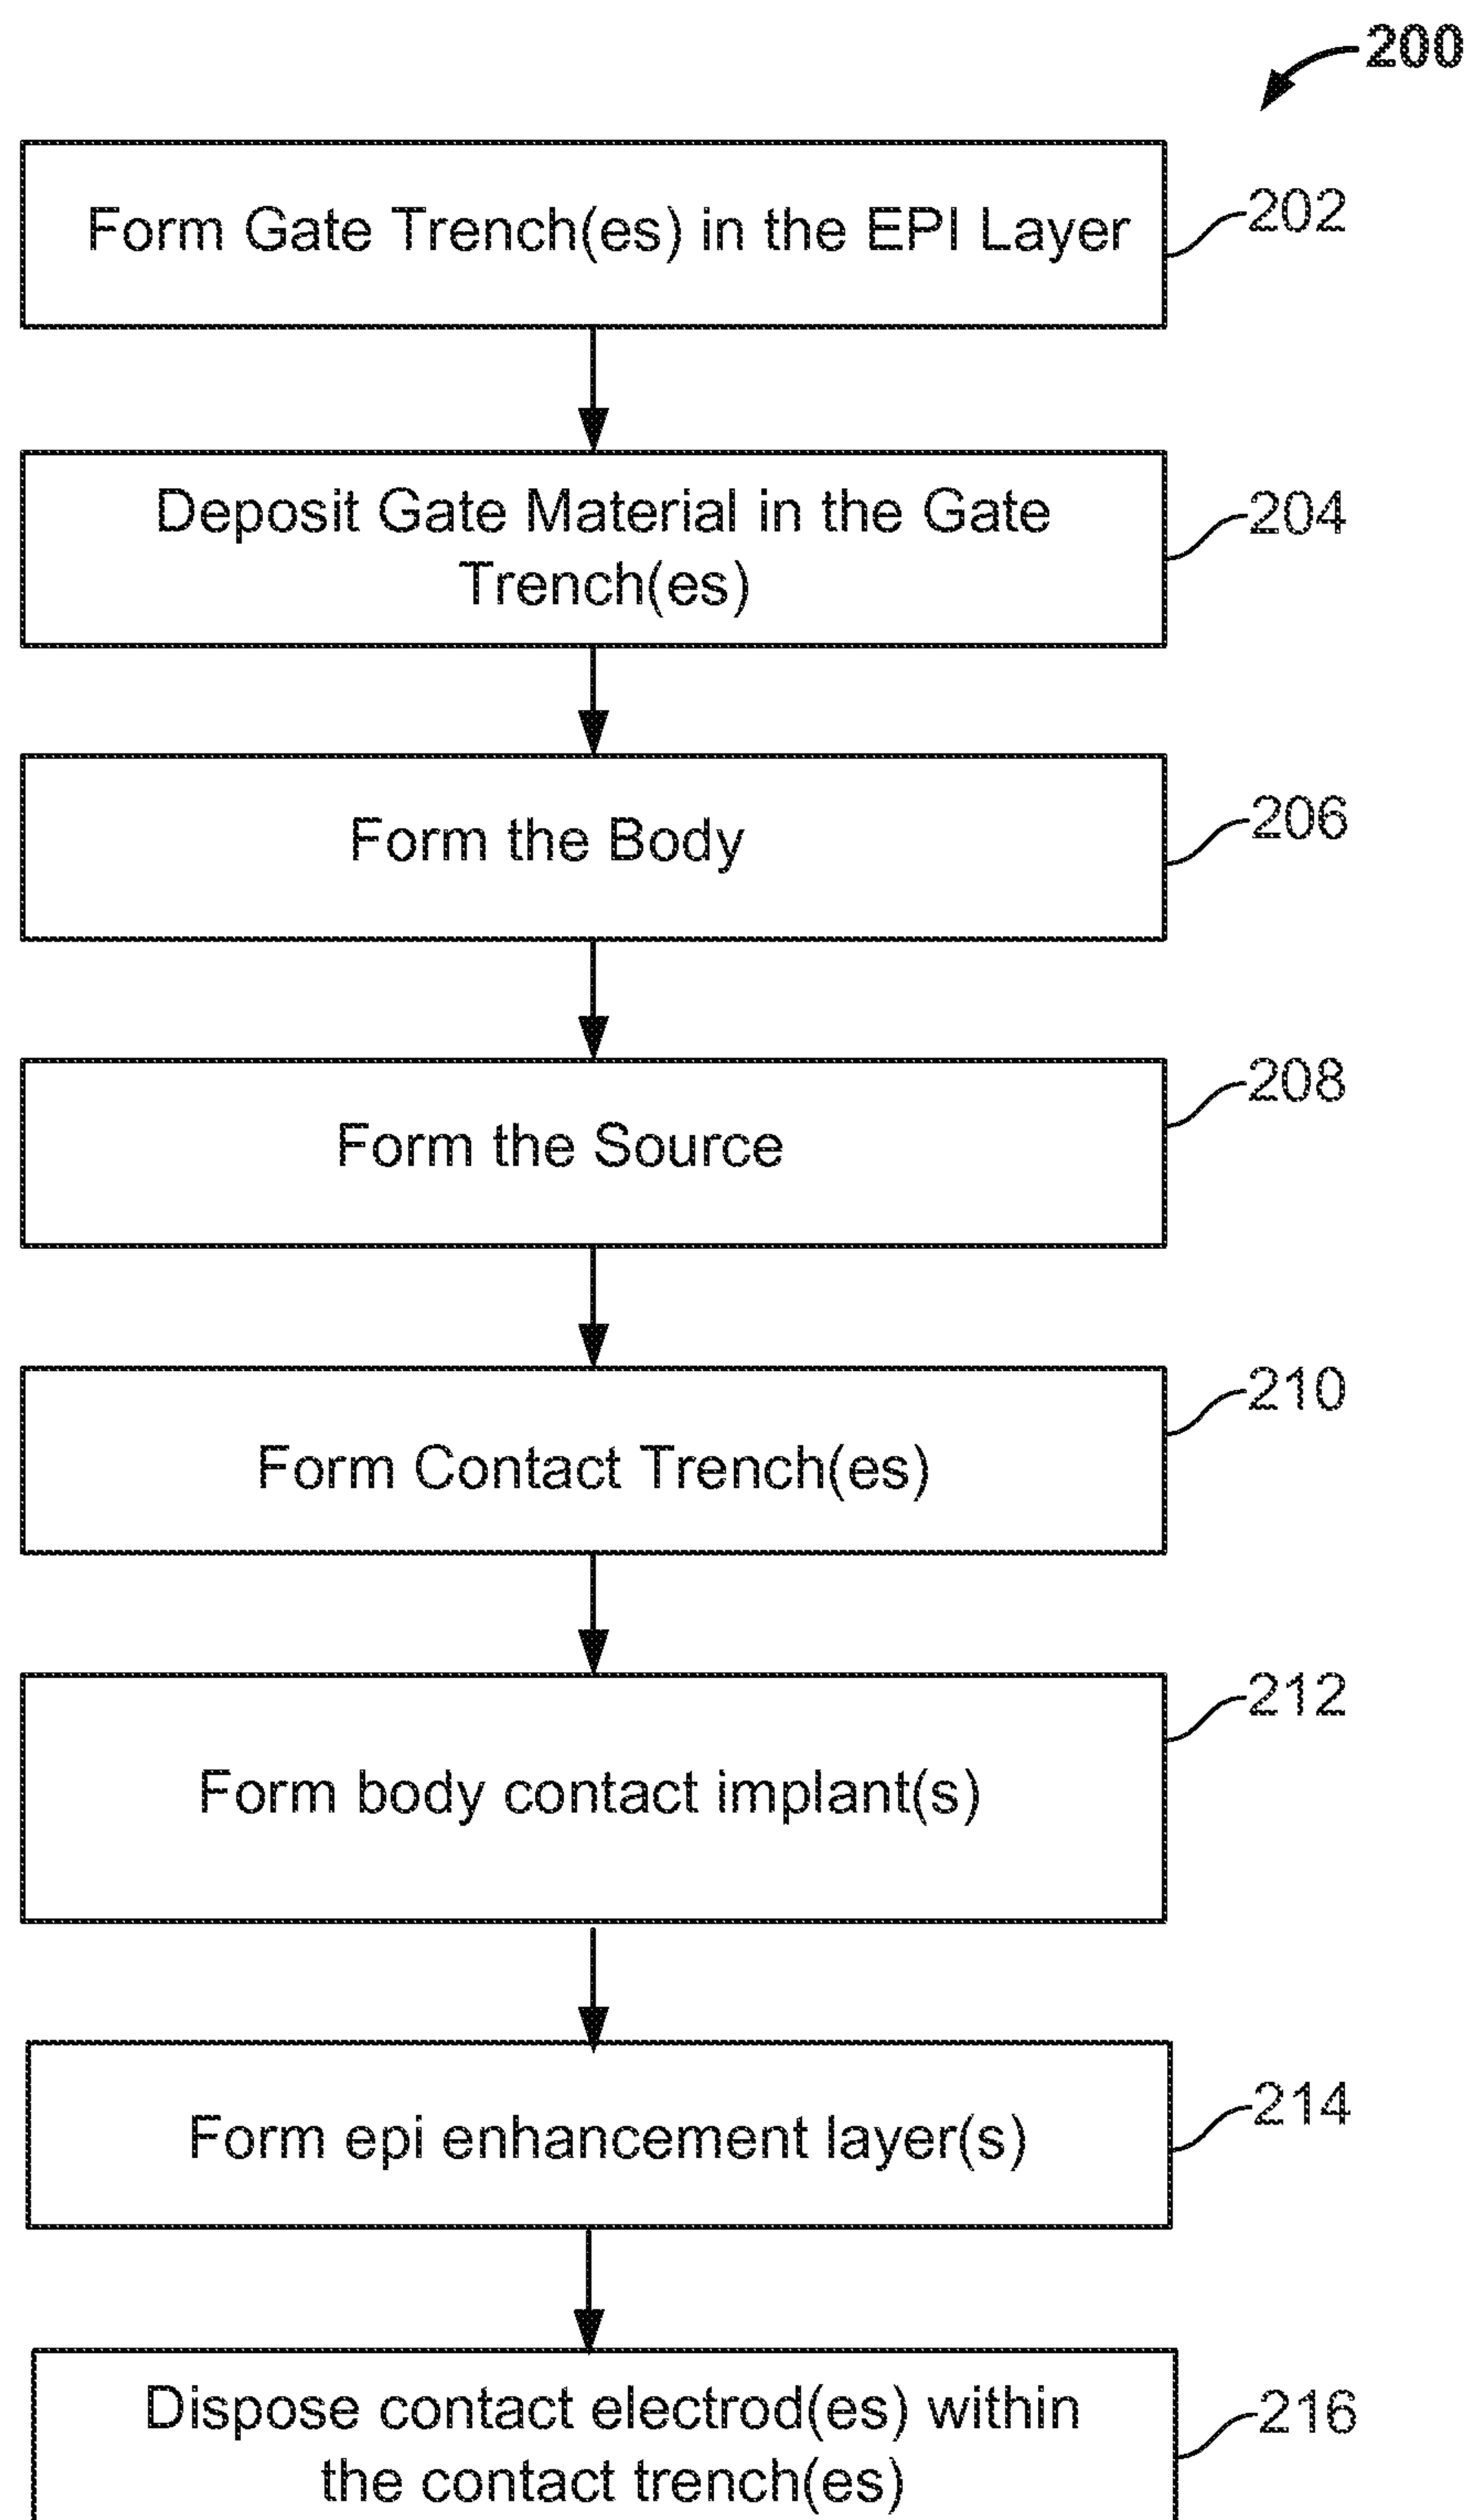 200
Form Gate Trench(es) in the EPI Layer
202
Deposit Gate Material in the Gate
Trench(es)
204
Form the Body
206
Form the Source
208
Form Contact Trench(es)
210
Form body contact implant(s)
212
Form epi enhancement layer(s)
214
Dispose contact electrod(es) within
the contact trench(es)
216